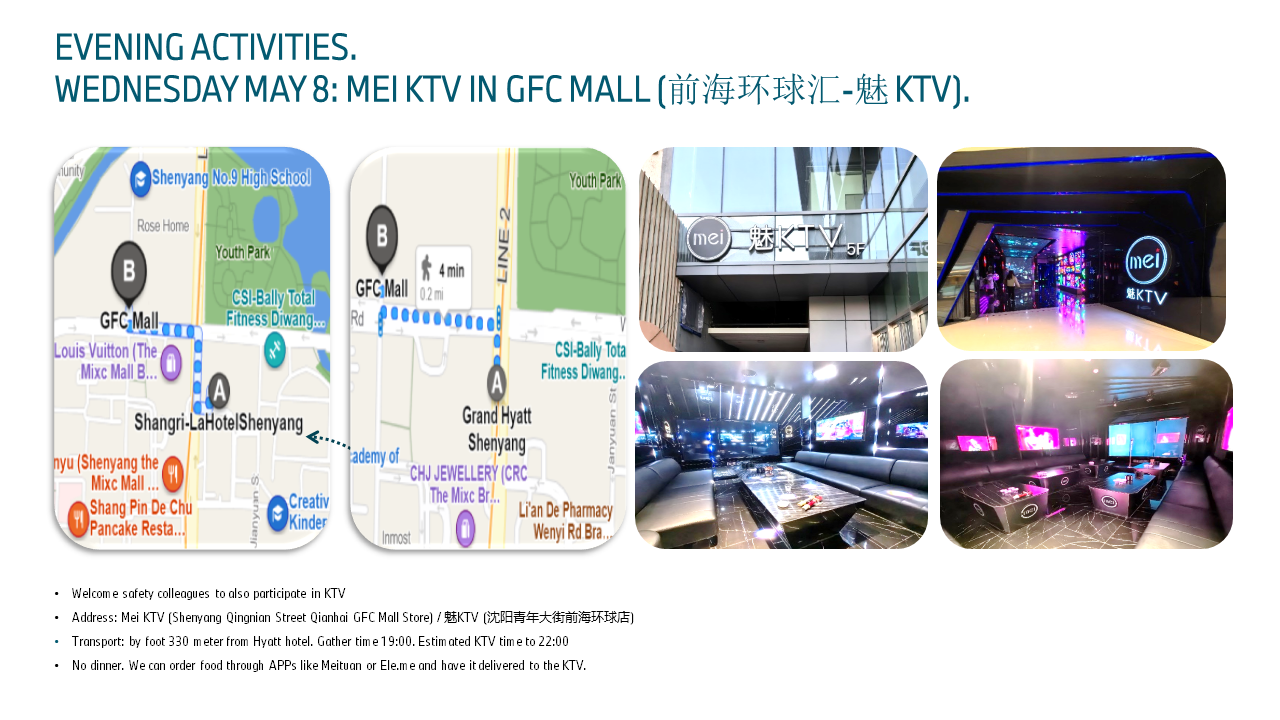 EVENING ACTIVITIES.
WEDNESDAY MAY 8: MEI KTV IN GFC MALL (前海环球汇-魅 KTV).
Shenyang No.9 High School
Rose Home
Youth Park
B
GFC Mall
CSI-Bally Total
Fitness Diwang...
Louis Vuitton (The
Mixc Mall B...
A
Shangri-LaHotelShenyang
nyu (Shenyang the
Mixc Mall ...
Shang Pin De Chu
Pancake Resta...
Jianyuan S
Creativ
Kinder
Youth Park
B
LINE 2
4 min
0.2 mi
GFC Mall
Rd
CSI-Bally Tota
Fitness Diwang...
A
Grand Hyatt
Shenyang
Janyuan St
ademy of
CHJ JEWELLERY (CRC
The Mixc Br...
Li'an De Pharmacy
Wenyi Rd Bra...
Inmost
mei 魅KTV 5F
mei
魅KTV
• Welcome safety colleagues to also participate in KTV
• Address: Mei KTV (Shenyang Qingnian Street Qianhai GFC Mall Store) / 魅KTV (沈阳青年大街前海环球店)
• Transport: by foot 330 meter from Hyatt hotel. Gather time 19:00. Estimated KTV time to 22:00
• No dinner. We can order food through APPs like Meituan or Ele.me and have it delivered to the KTV.